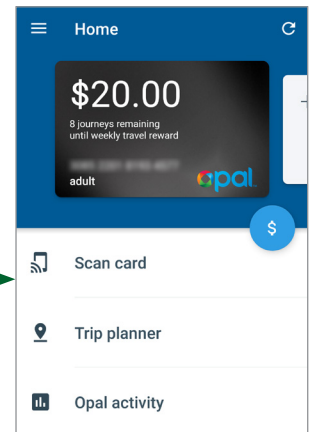 Home
$20.00
8 journeys remaining
until weekly travel reward
adult
opal
$
Scan card
Trip planner
Opal activity